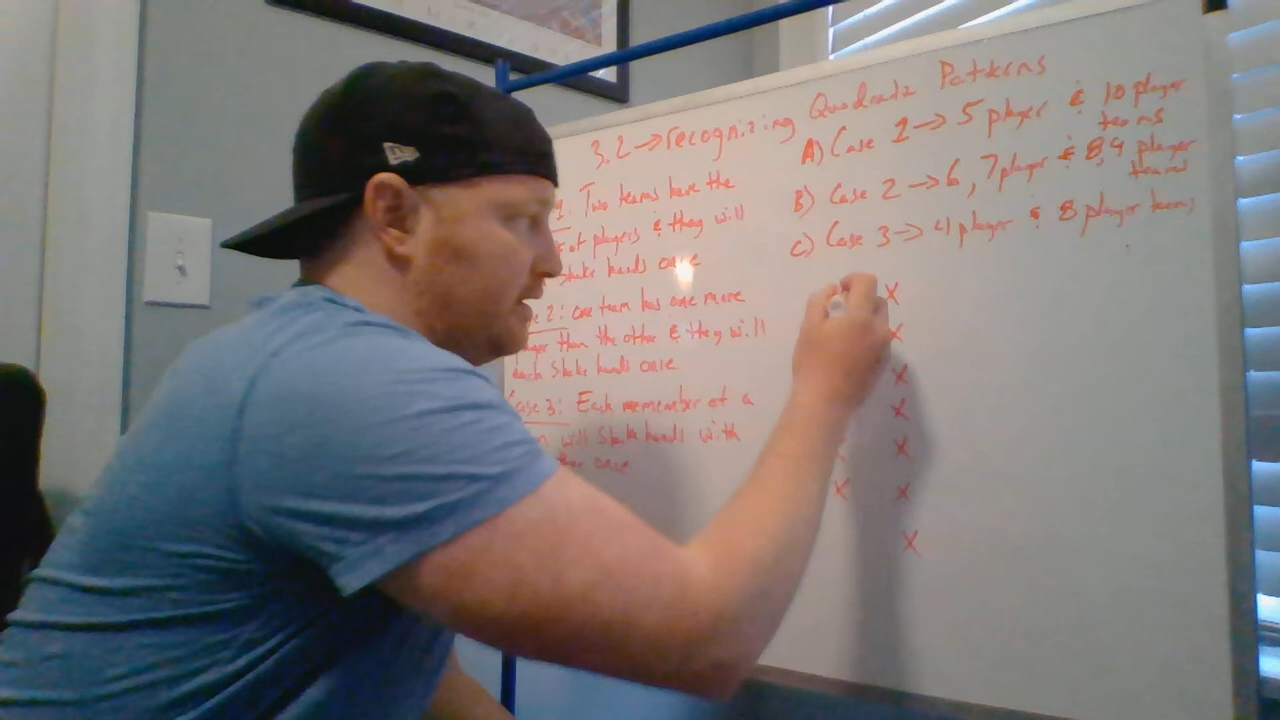 3.2 → recognizing Quadratic Patterns
1: Two teams have the
of players & they will
shake hands once
2: one team has one more
than the other & they will
each shake hands once
Case 3: Each memember of a
will shake hands with
once
A) Case 1 → 5 player & 10 player
teams
B) Case 2 → 6, 7 player & 8,9 player
teams
C) Case 3 → 4 player & 8 player teams
X
X
X
X
X
X
X
X